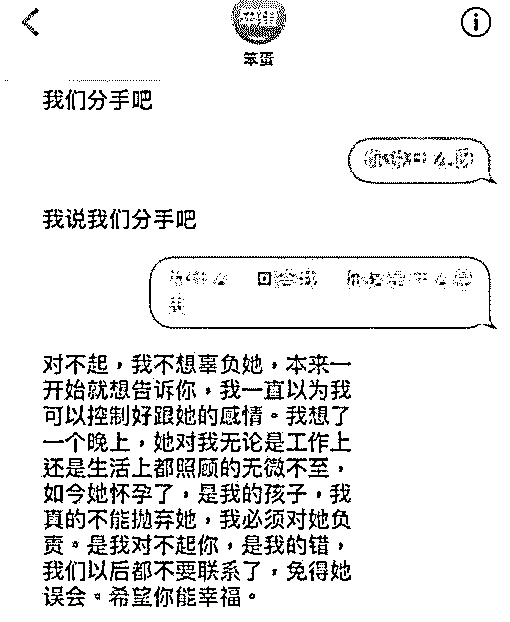 笨蛋
我们分手吧
我说我们分手吧
对不起，我不想辜负她，本来一
开始就想告诉你，我一直以为我
可以控制好跟她的感情。我想了
一个晚上，她对我无论是工作上
还是生活上都照顾的无微不至，
如今她怀孕了，是我的孩子，我
真的不能抛弃她，我必须对她负
责。是我对不起你，是我的错，
我们以后都不要联系了，免得她
误会。希望你能幸福。